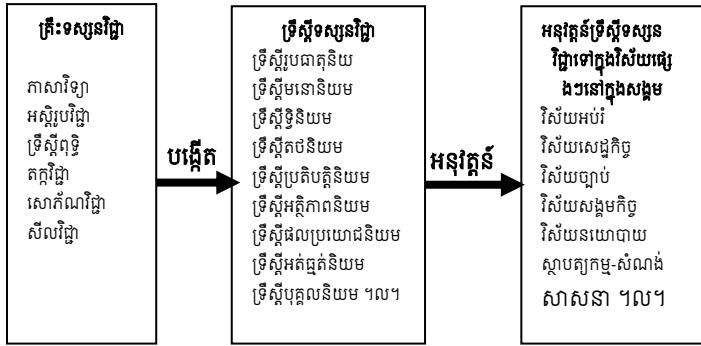 គ្រឹះទស្សនវិជ្ជា
ភាសាវិទ្យា
អស្តិរូបវិជ្ជា
ទ្រឹស្តីពុទ្ធិ
តក្កវិជ្ជា
សោភ័ណវិជ្ជា
សីលវិជ្ជា
បង្កើត
ទ្រឹស្តីទស្សនវិជ្ជា
ទ្រឹស្តីរូបធាតុនិយ
ទ្រឹស្តីមនោនិយម
ទ្រឹស្តីទ្វិនិយម
ទ្រឹស្តីតថនិយម
ទ្រឹស្តីប្រតិបត្តិនិយម
ទ្រឹស្តីអត្ថិភាពនិយម
ទ្រឹស្តីផលប្រយោជនិយម
ទ្រឹស្តីអត់ធ្មត់និយម
ទ្រឹស្តីបុគ្គលនិយម ។ល។
អនុវត្តន៍
អនុវត្តន៍ទ្រឹស្តីទស្សន
វិជ្ជាទៅក្នុងវិស័យផ្សេ
ងៗនៅក្នុងសង្គម
វិស័យអប់រំ
វិស័យសេដ្ឋកិច្ច
វិស័យច្បាប់
វិស័យសង្គមកិច្ច
វិស័យនយោបាយ
ស្ថាបត្យកម្ម-សំណង់
សាសនា ។ល។